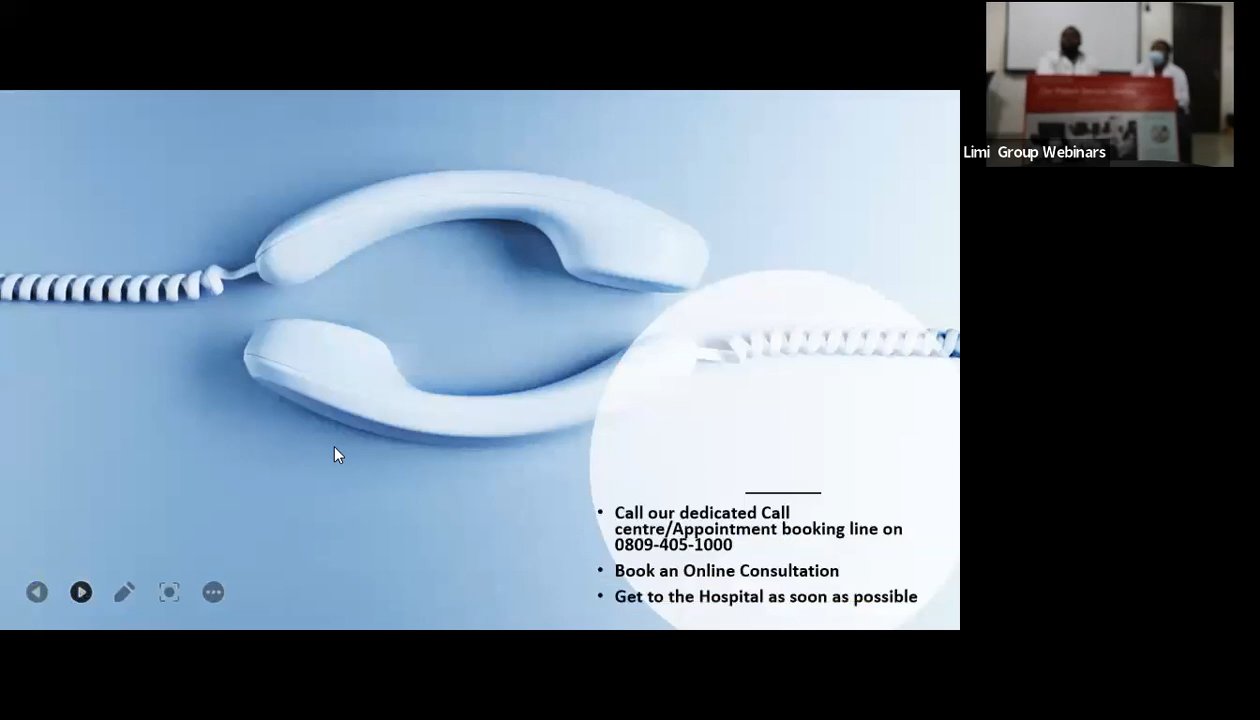 Limi Group Webinars
• Call our dedicated Call
centre/Appointment booking line on
0809-405-1000
• Book an Online Consultation
• Get to the Hospital as soon as possible